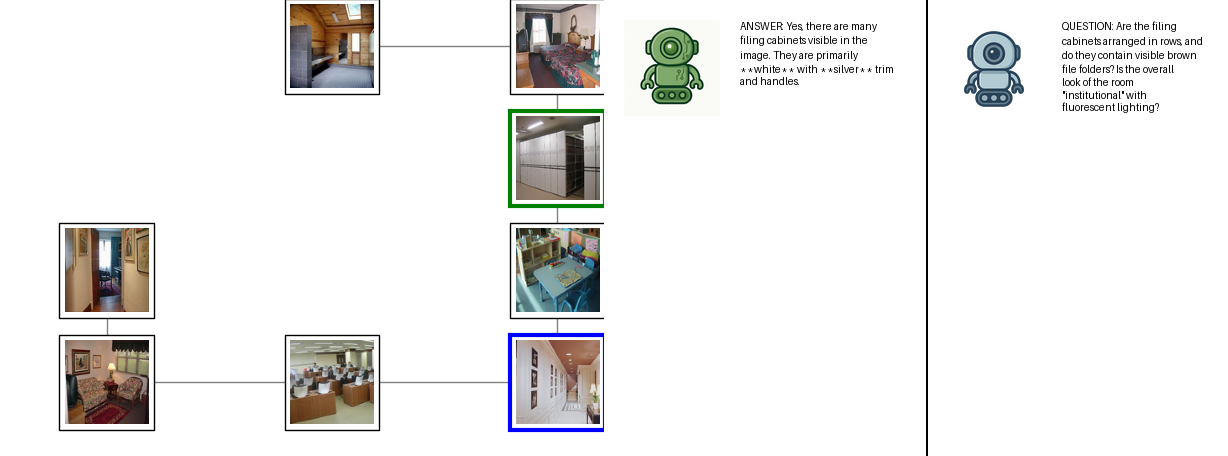 ANSWER: Yes, there are many
filing cabinets visible in the
image. They are primarily
**white** with **silver** trim
and handles.
QUESTION: Are the filing
cabinets arranged in rows, and
do they contain visible brown
file folders? Is the overall
look of the room
"institutional" with
fluorescent lighting?